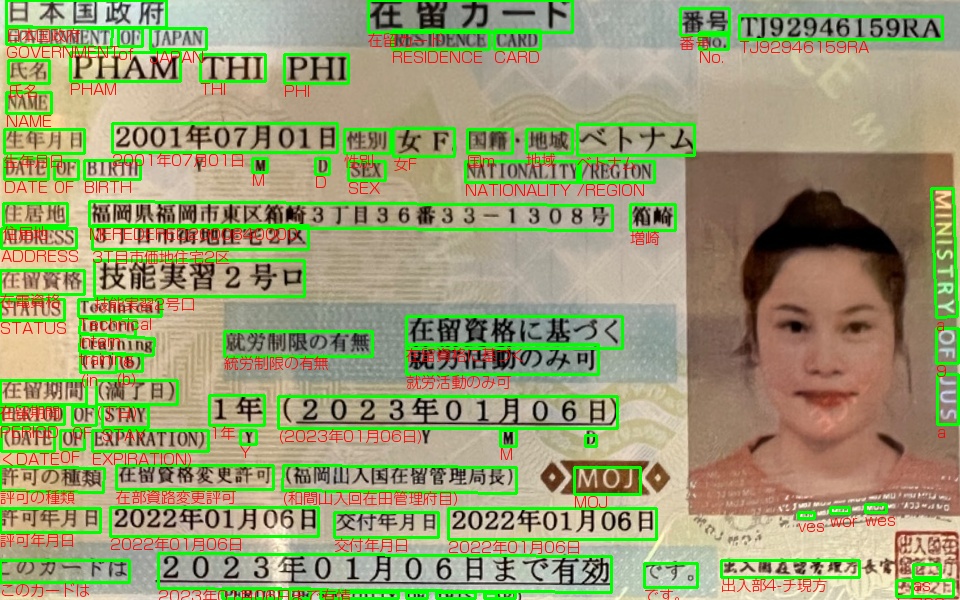 日本国政府 在留カード 番号 TJ92946159RA
GOVERNMENT OF JAPAN RESIDENCE CARD No.
氏名 PHAM THI PHI
NAME
生年月日 2001年07月01日 性別 女 F. 国籍・地域 ベトナム
DATE OF BIRTH Y M D SEX NATIONALITY/REGION
住居地 福岡県福岡市東区箱崎3丁目36番33-1308号 箱崎
ADDRESS 3丁目市街地住宅2区
在留資格 技能実習2号ロ
STATUS Technical
Intern
Training
就労制限の有無 在留資格に基づく
就労活動のみ可
在留期間 (満了日) 1年 (2023年01月06日)
PERIOD OF STAY
(DATE OF EXPIRATION) Y Y M D
許可の種類 在留資格変更許可 (福岡出入国在留管理局長) MOJ
許可年月日 2022年01月06日 交付年月日 2022年01月06日
このカードは 2023年01月06日まで有効 です。 出入国在留管理庁長官
MINISTRY OF JUS